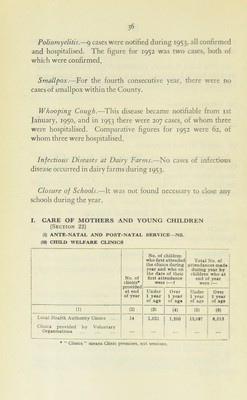 36
Poliomyelitis.—9 cases were notified during 1953, all confirmed
and hospitalised. The figure for 1952 was two cases, both of
which were confirmed.
Smallpox.—For the fourth consecutive year, there were no
cases of smallpox within the County.
Whooping Cough.—This disease became notifiable from 1st
January, 1950, and in 1953 there were 207 cases, of whom three
were hospitalised. Comparative figures for 1952 were 62, of
whom three were hospitalised.
Infectious Diseases at Dairy Farms.—No cases of infectious
disease occurred in dairy farms during 1953.
Closure of Schools.—It was not found necessary to close any
schools during the year.
I. CARE OF MOTHERS AND YOUNG CHILDREN
(SECTION 22)
(i) ANTE-NATAL AND POST-NATAL SERVICE—NIL
(ii) CHILD WELFARE CLINICS
No. of clinics* provided at end of year
No. of children who first attended the clinics during year and who on the date of their first attendance were :—
Total No. of attendances made during year by children who at end of year were :—
Under 1 year of age
Over 1 year of age
Under 1 year of age
Over 1 year of age
(1) (2) (3) (4) (5) (6)
Local Health Authority Clinics ... 14
Clinics provided by Voluntary
Organisations ... — — — — —
* " Clinics " means Clinic premises, not sessions.